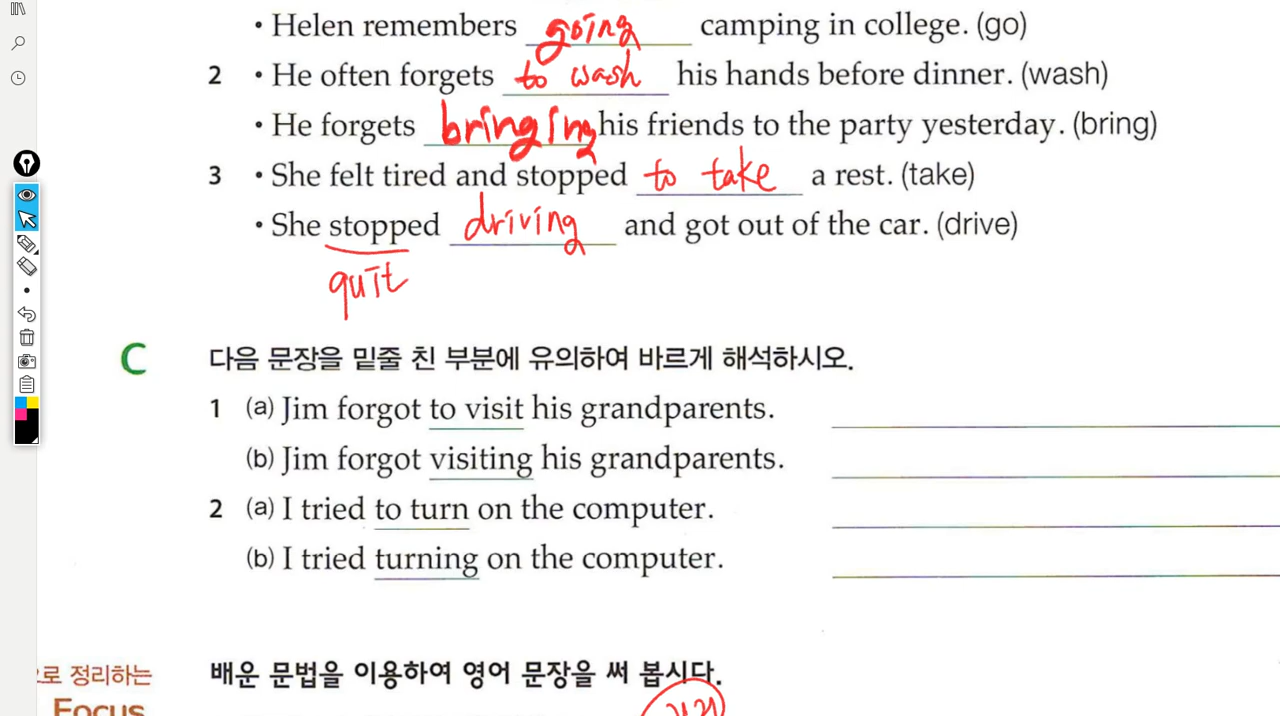 • Helen remembers going camping in college. (go)
2 • He often forgets to wash his hands before dinner. (wash)
• He forgets bringing his friends to the party yesterday. (bring)
3 • She felt tired and stopped to take a rest. (take)
• She stopped driving and got out of the car. (drive)
quit
C 다음 문장을 밑줄 친 부분에 유의하여 바르게 해석하시오.
1 (a) Jim forgot to visit his grandparents.
(b) Jim forgot visiting his grandparents.
2 (a) I tried to turn on the computer.
(b) I tried turning on the computer.
로 정리하는 배운 문법을 이용하여 영어 문장을 써 봅시다.
Focus